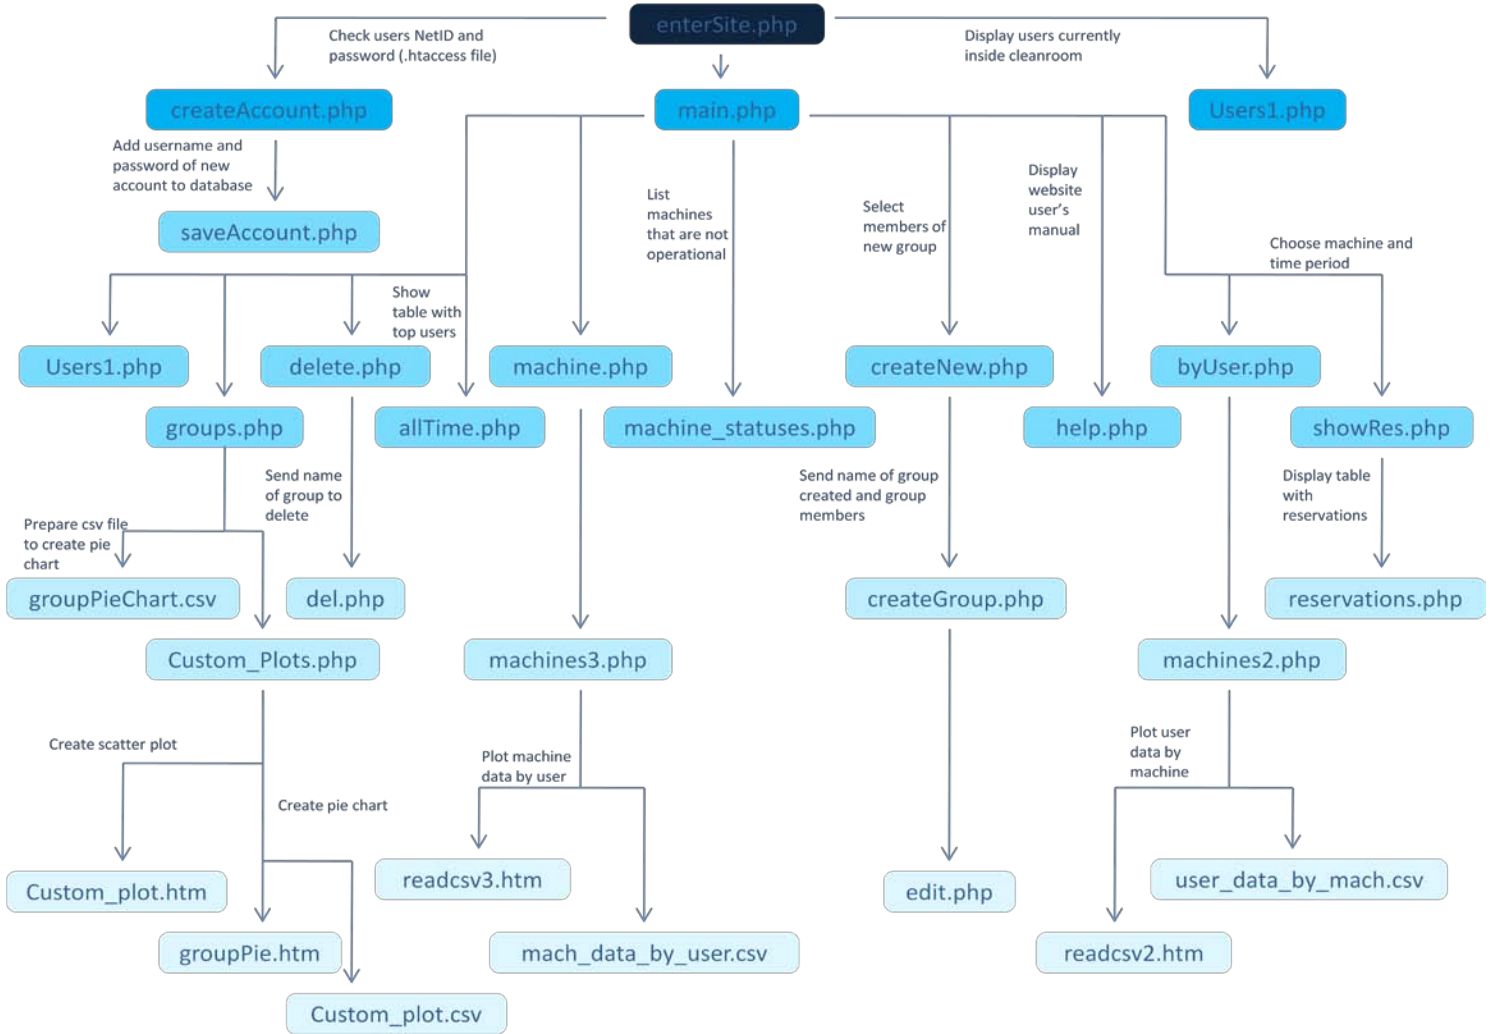 enterSite.php
Check users NetID and
password (.htaccess file)
Display users currently
inside cleanroom
createAccount.php
main.php
Users1.php
Add username and
password of new
account to database
saveAccount.php
List
machines
that are not
operational
Select
members of
new group
Display
website
user's
manual
Choose machine and
time period
Show
table with
top users
Users1.php
delete.php
machine.php
createNew.php
byUser.php
groups.php
allTime.php
machine_statuses.php
help.php
showRes.php
Send name
of group to
delete
Send name of group
created and group
members
Display table
with
reservations
Prepare csv file
to create pie
chart
groupPieChart.csv
del.php
createGroup.php
reservations.php
Custom_Plots.php
machines3.php
machines2.php
Create scatter plot
Plot machine
data by user
Plot user
data by
machine
Create pie chart
Custom_plot.htm
readcsv3.htm
edit.php
user_data_by_mach.csv
groupPie.htm
mach_data_by_user.csv
readcsv2.htm
Custom_plot.csv